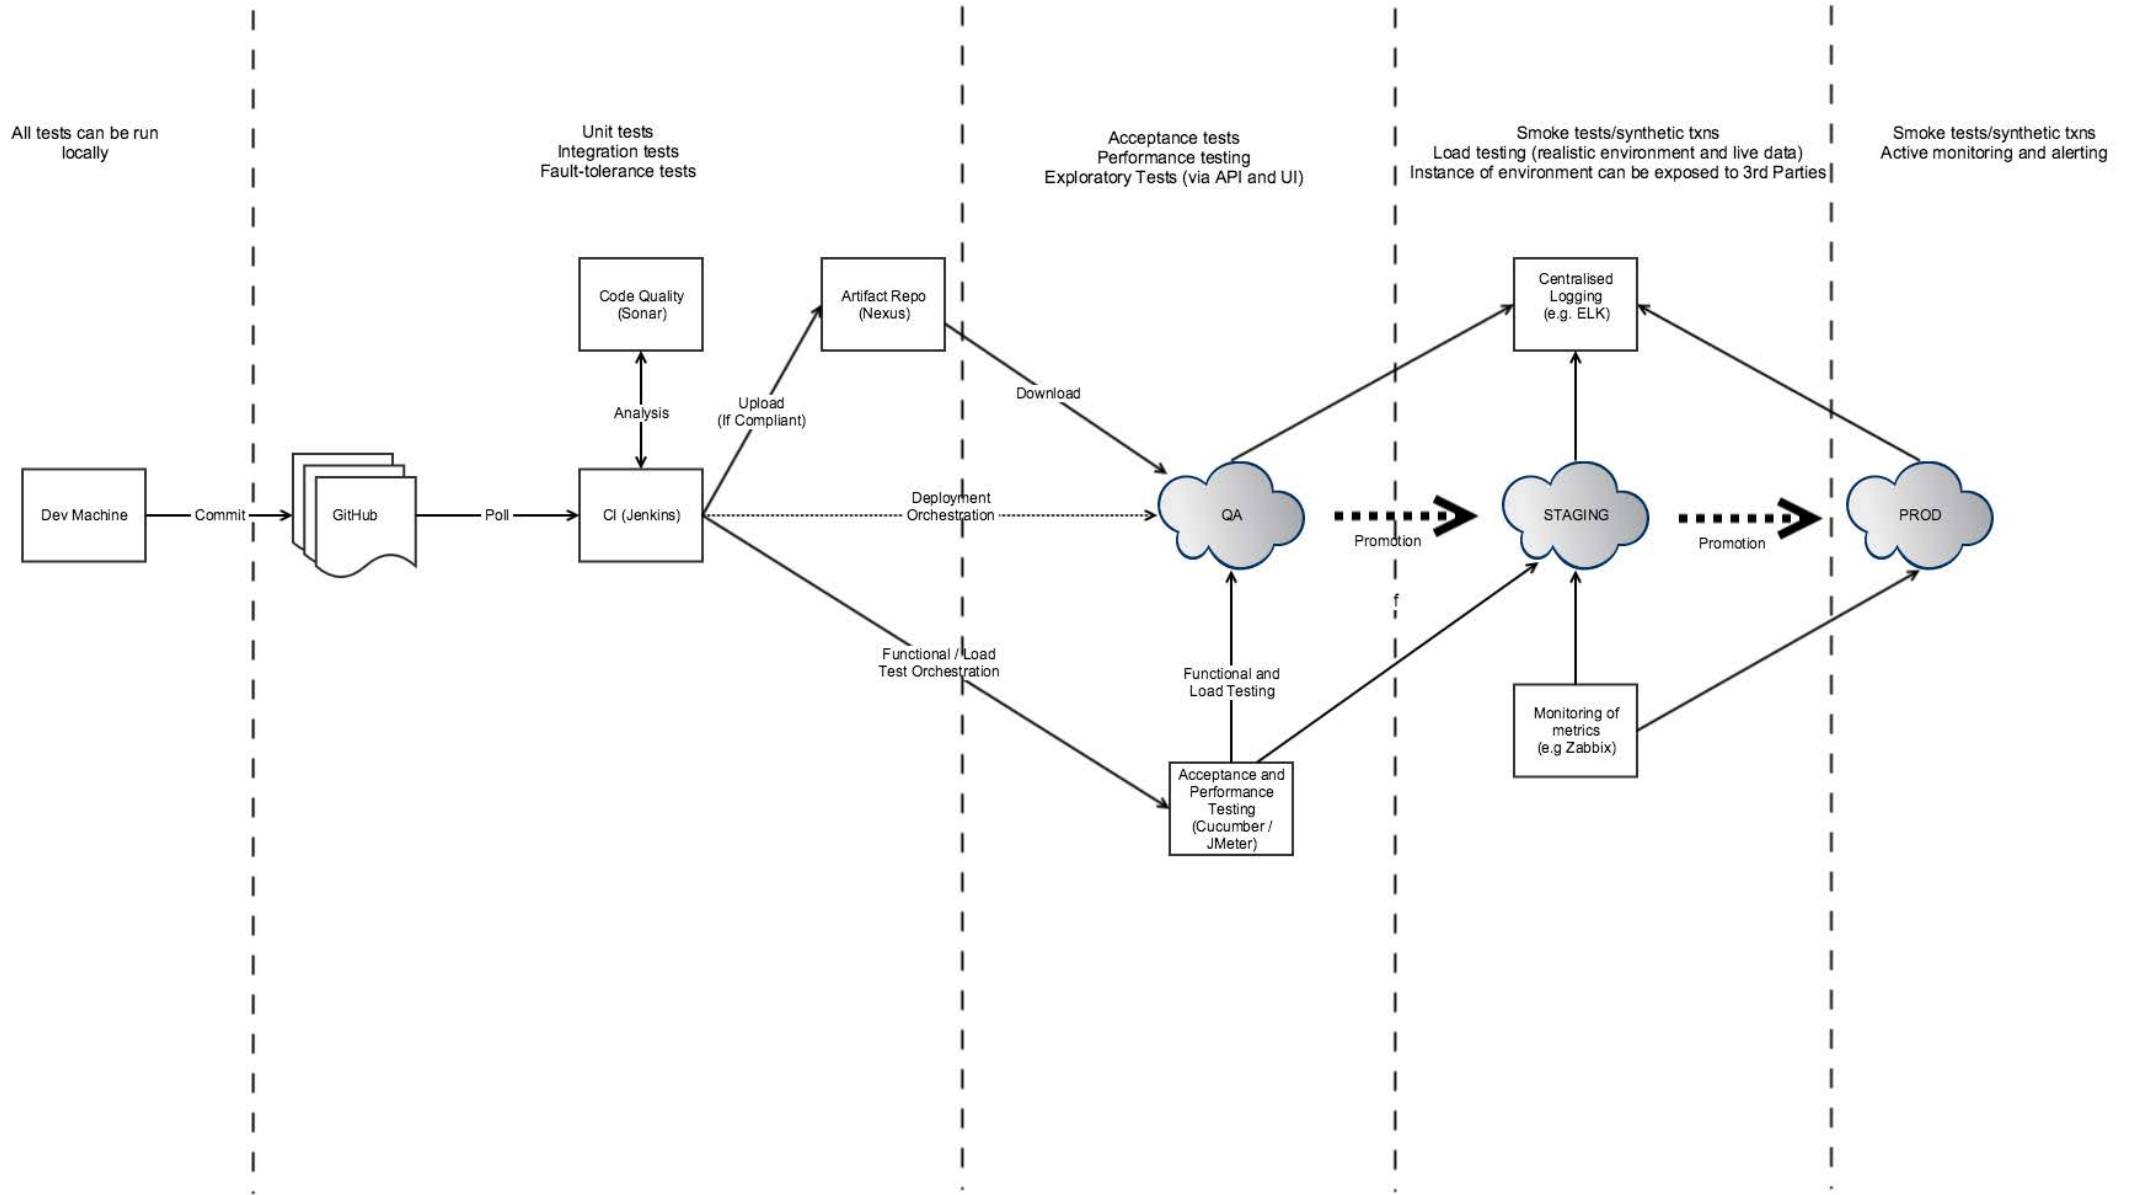 All tests can be run
locally
Unit tests
Integration tests
Fault-tolerance tests
Acceptance tests
Performance testing
Exploratory Tests (via API and UI)
Smoke tests/synthetic txns
Load testing (realistic environment and live data)
Instance of environment can be exposed to 3rd Parties
Smoke tests/synthetic txns
Active monitoring and alerting
Code Quality
(Sonar)
Artifact Repo
(Nexus)
Centralised
Logging
(e.g. ELK)
Analysis
Upload
(If Compliant)
Download
Dev Machine
Commit
GitHub
Poll
CI (Jenkins)
Deployment
Orchestration
QA
Promotion
STAGING
Promotion
PROD
f
Functional / Load
Test Orchestration
Functional and
Load Testing
Monitoring of
metrics
(e.g Zabbix)
Acceptance and
Performance
Testing
(Cucumber /
JMeter)